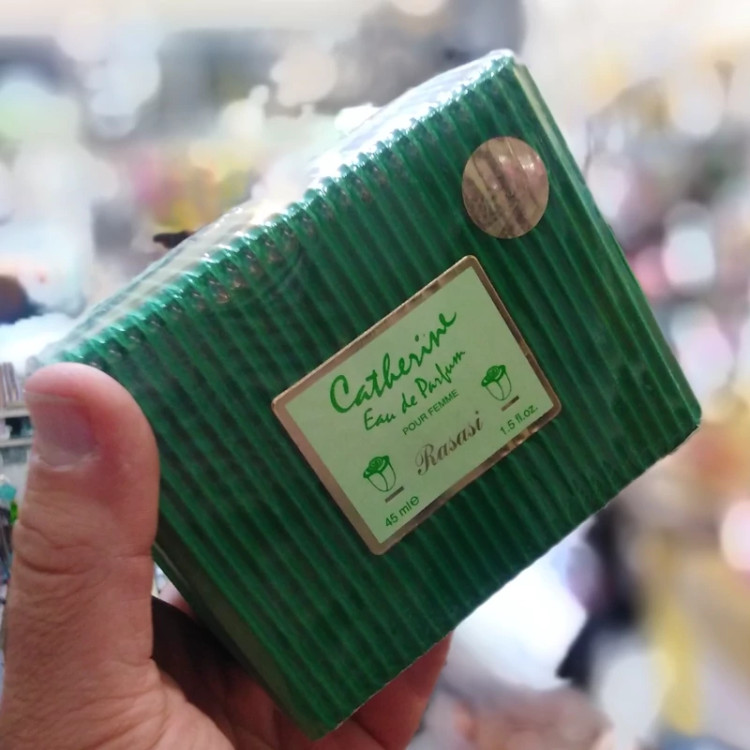 Catherine
Eau de Parfum
POUR FEMME
Rasasi
45 ml℮
1.5 fl.oz.